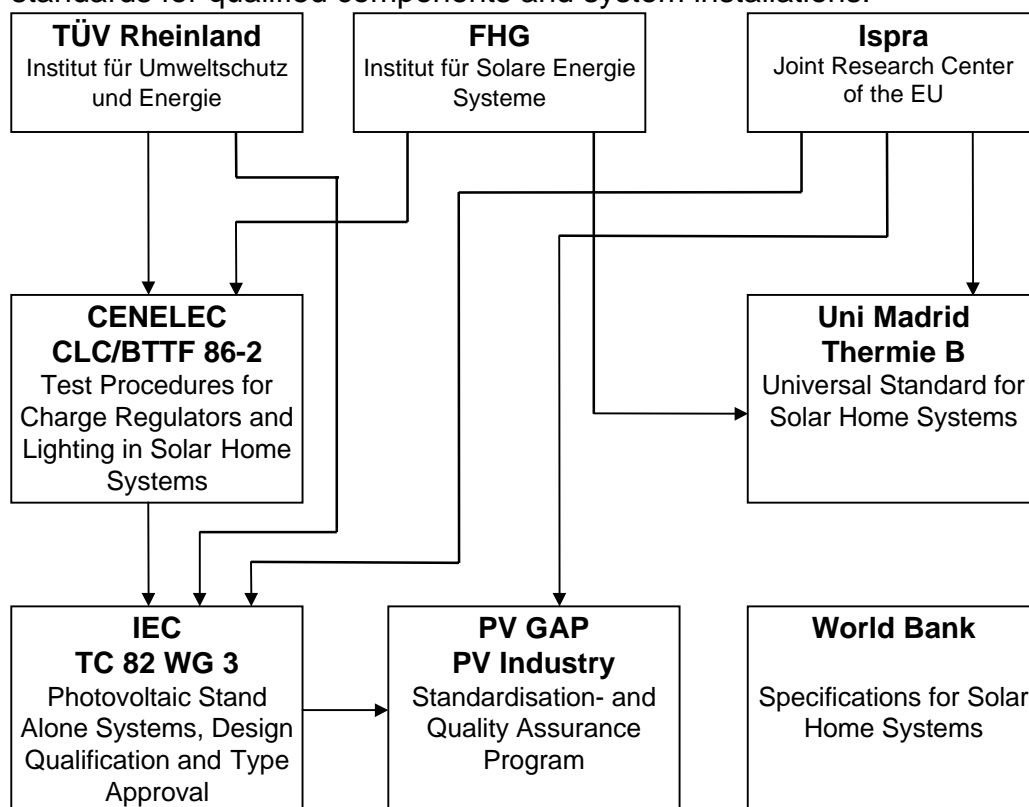 standards for qualified components and system installations.
TÜV Rheinland
Institut für Umweltschutz
und Energie
FHG
Institut für Solare Energie
Systeme
Ispra
Joint Research Center
of the EU
CENELEC
CLC/BTTF 86-2
Test Procedures for
Charge Regulators and
Lighting in Solar Home
Systems
Uni Madrid
Thermie B
Universal Standard for
Solar Home Systems
IEC
TC 82 WG 3
Photovoltaic Stand
Alone Systems, Design
Qualification and Type
Approval
PV GAP
PV Industry
Standardisation- and
Quality Assurance
Program
World Bank
Specifications for Solar
Home Systems